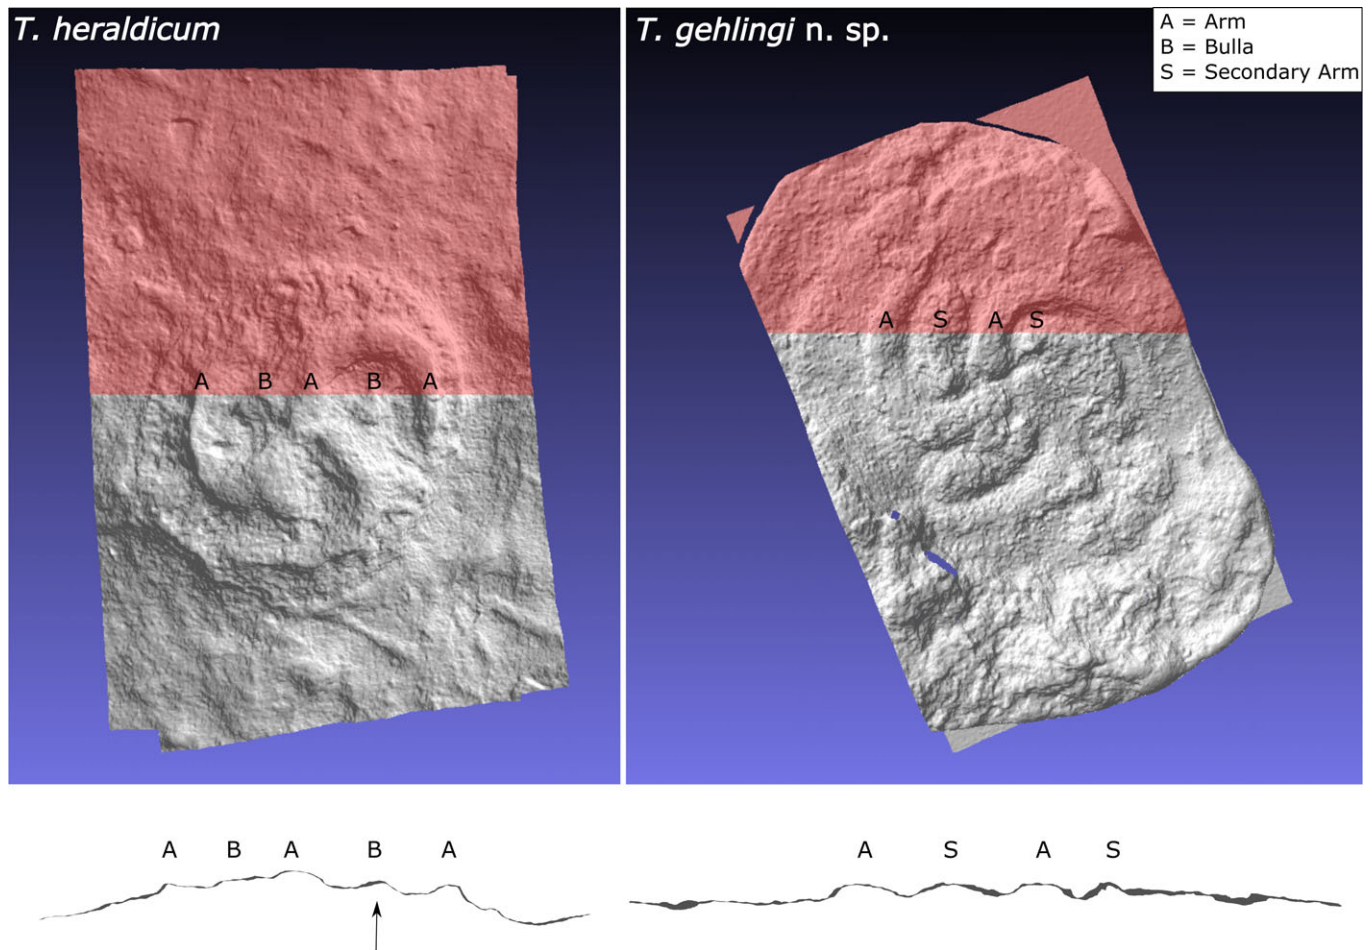 T. heraldicum
T. gehlingi n. sp.
A = Arm
B = Bulla
S = Secondary Arm
A B A B A
A S A S
A B A B A
A S A S